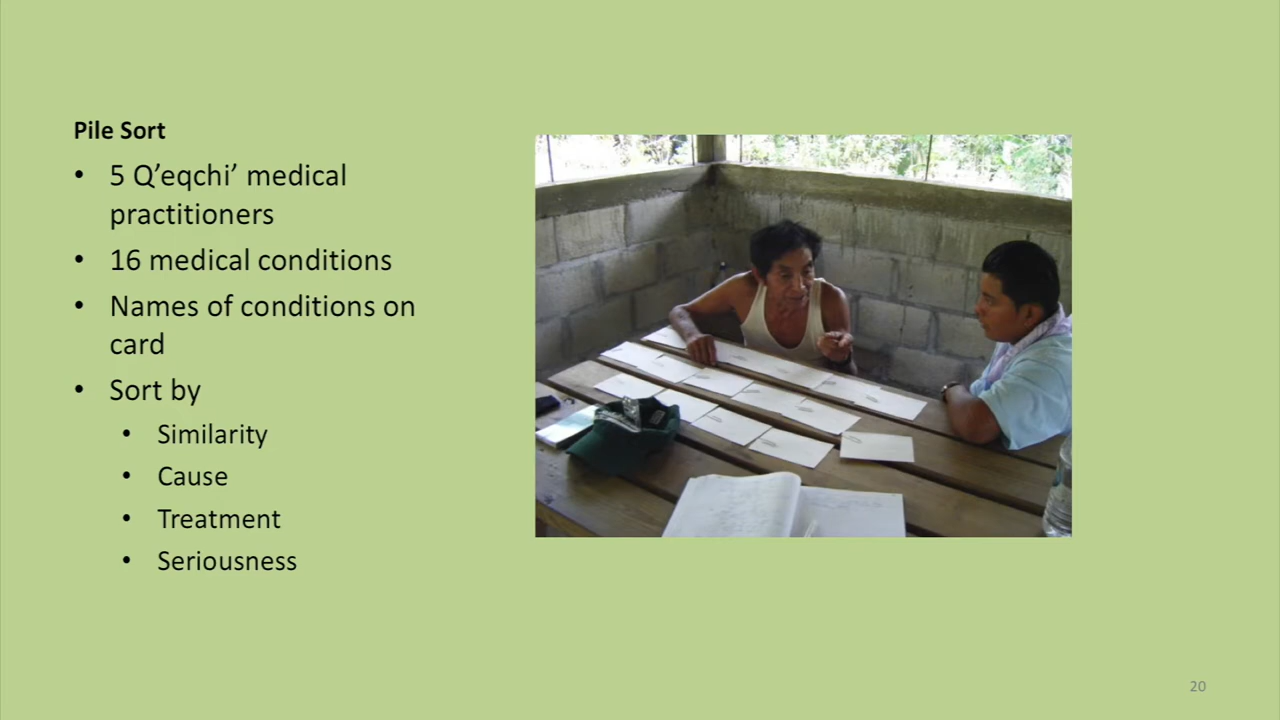 Pile Sort
• 5 Q’eqchi’ medical
practitioners
• 16 medical conditions
• Names of conditions on
card
• Sort by
• Similarity
• Cause
• Treatment
• Seriousness
20